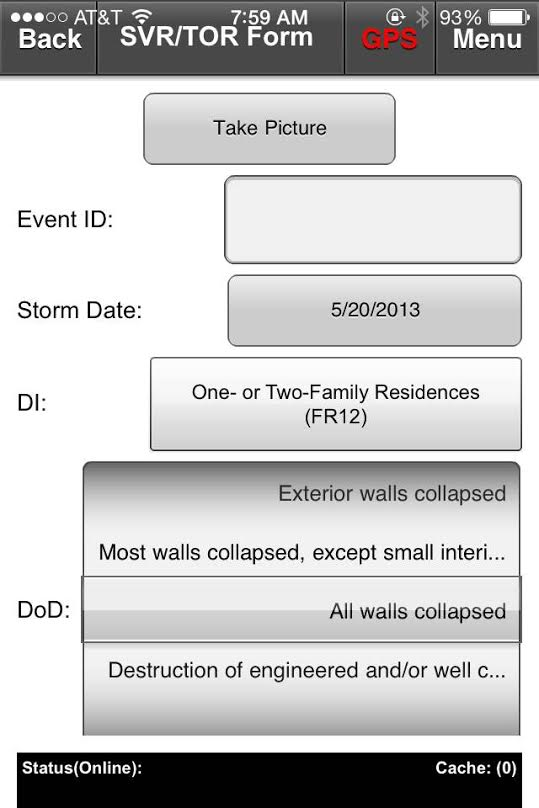 AT&T 7:59 AM 93%
Back SVR/TOR Form GPS Menu
Take Picture
Event ID:
Storm Date: 5/20/2013
DI: One- or Two-Family Residences
(FR12)
Exterior walls collapsed
Most walls collapsed, except small interi...
DoD: All walls collapsed
Destruction of engineered and/or well c...
Status(Online): Cache: (0)